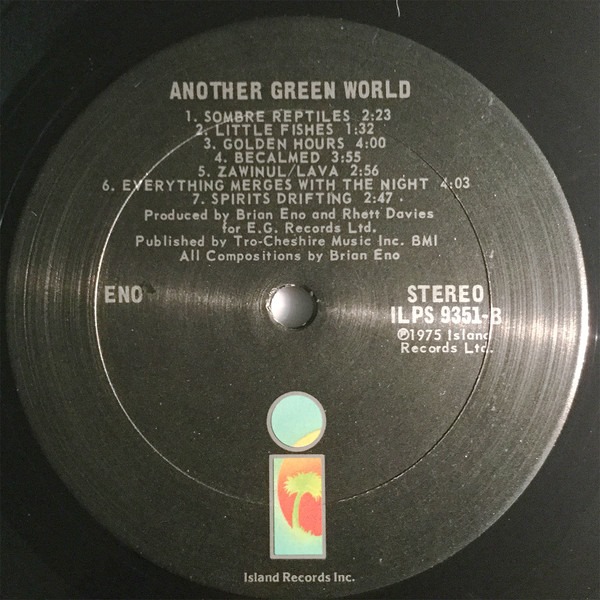 ANOTHER GREEN WORLD
1. SOMBRE REPTILES 2:23
2. LITTLE FISHES 1:32
3. GOLDEN HOURS 4:00
4. BECALMED 3:55
5. ZAWINUL/LAVA 2:56
6. EVERYTHING MERGES WITH THE NIGHT 4:03
7. SPIRITS DRIFTING 2:47
Produced by Brian Eno and Rhett Davies
for E.G. Records Ltd.
Published by Tro-Cheshire Music Inc. BMI
All Compositions by Brian Eno
ENO
STEREO
ILPS 9351-B
℗1975 Island
Records Ltd.
i
Island Records Inc.